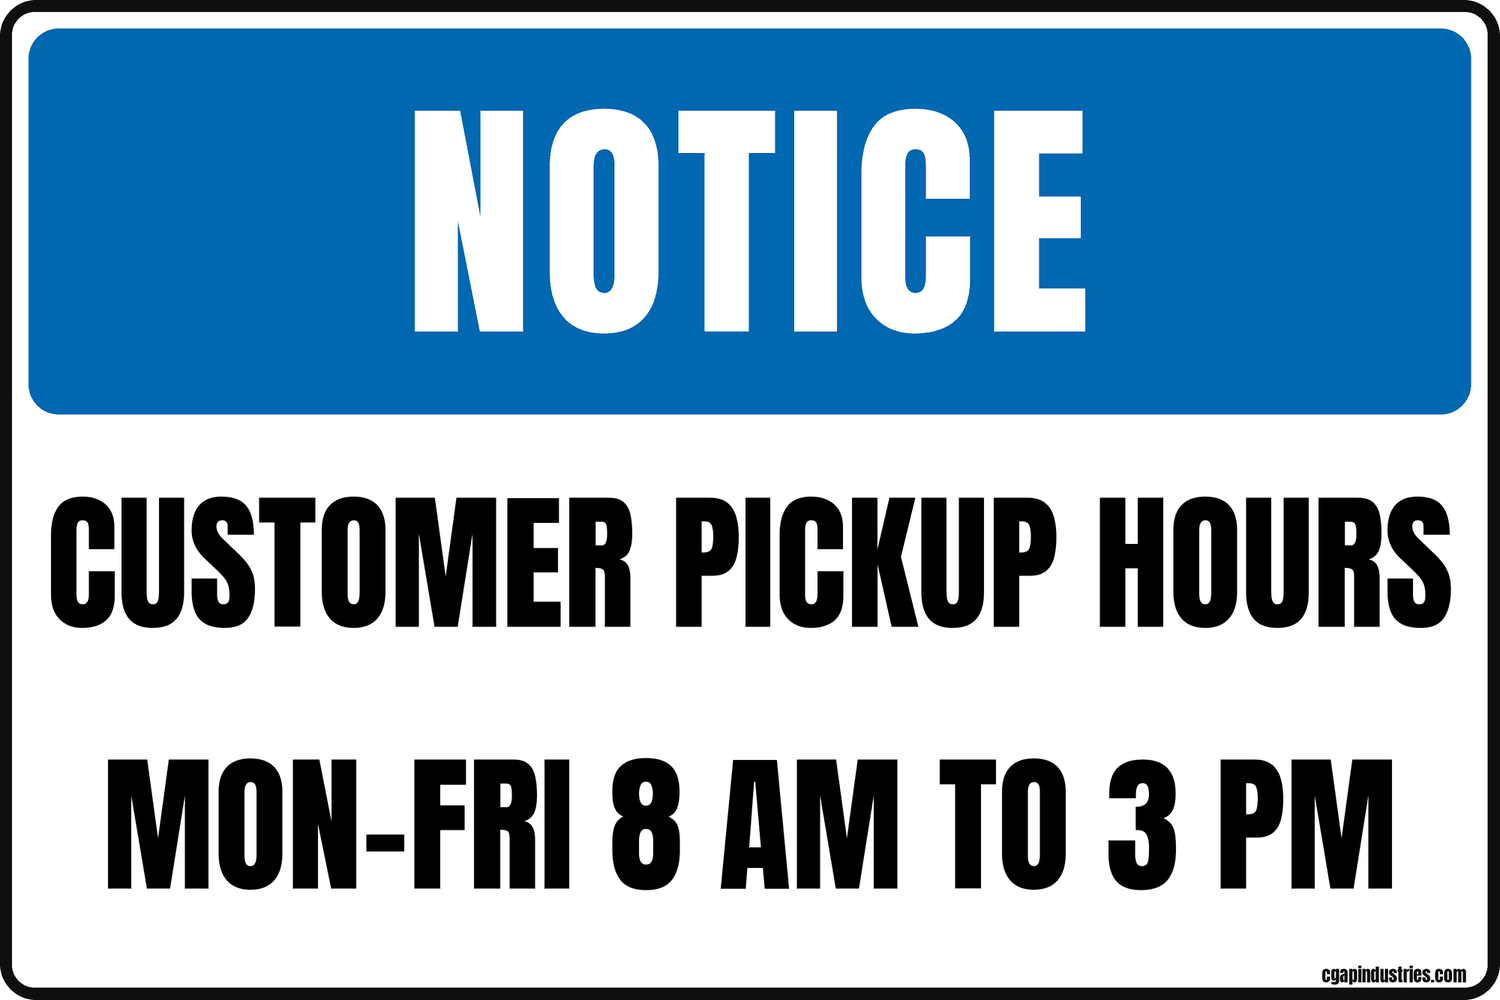 NOTICE
CUSTOMER PICKUP HOURS
MON-FRI 8 AM TO 3 PM
cgapindustries.com